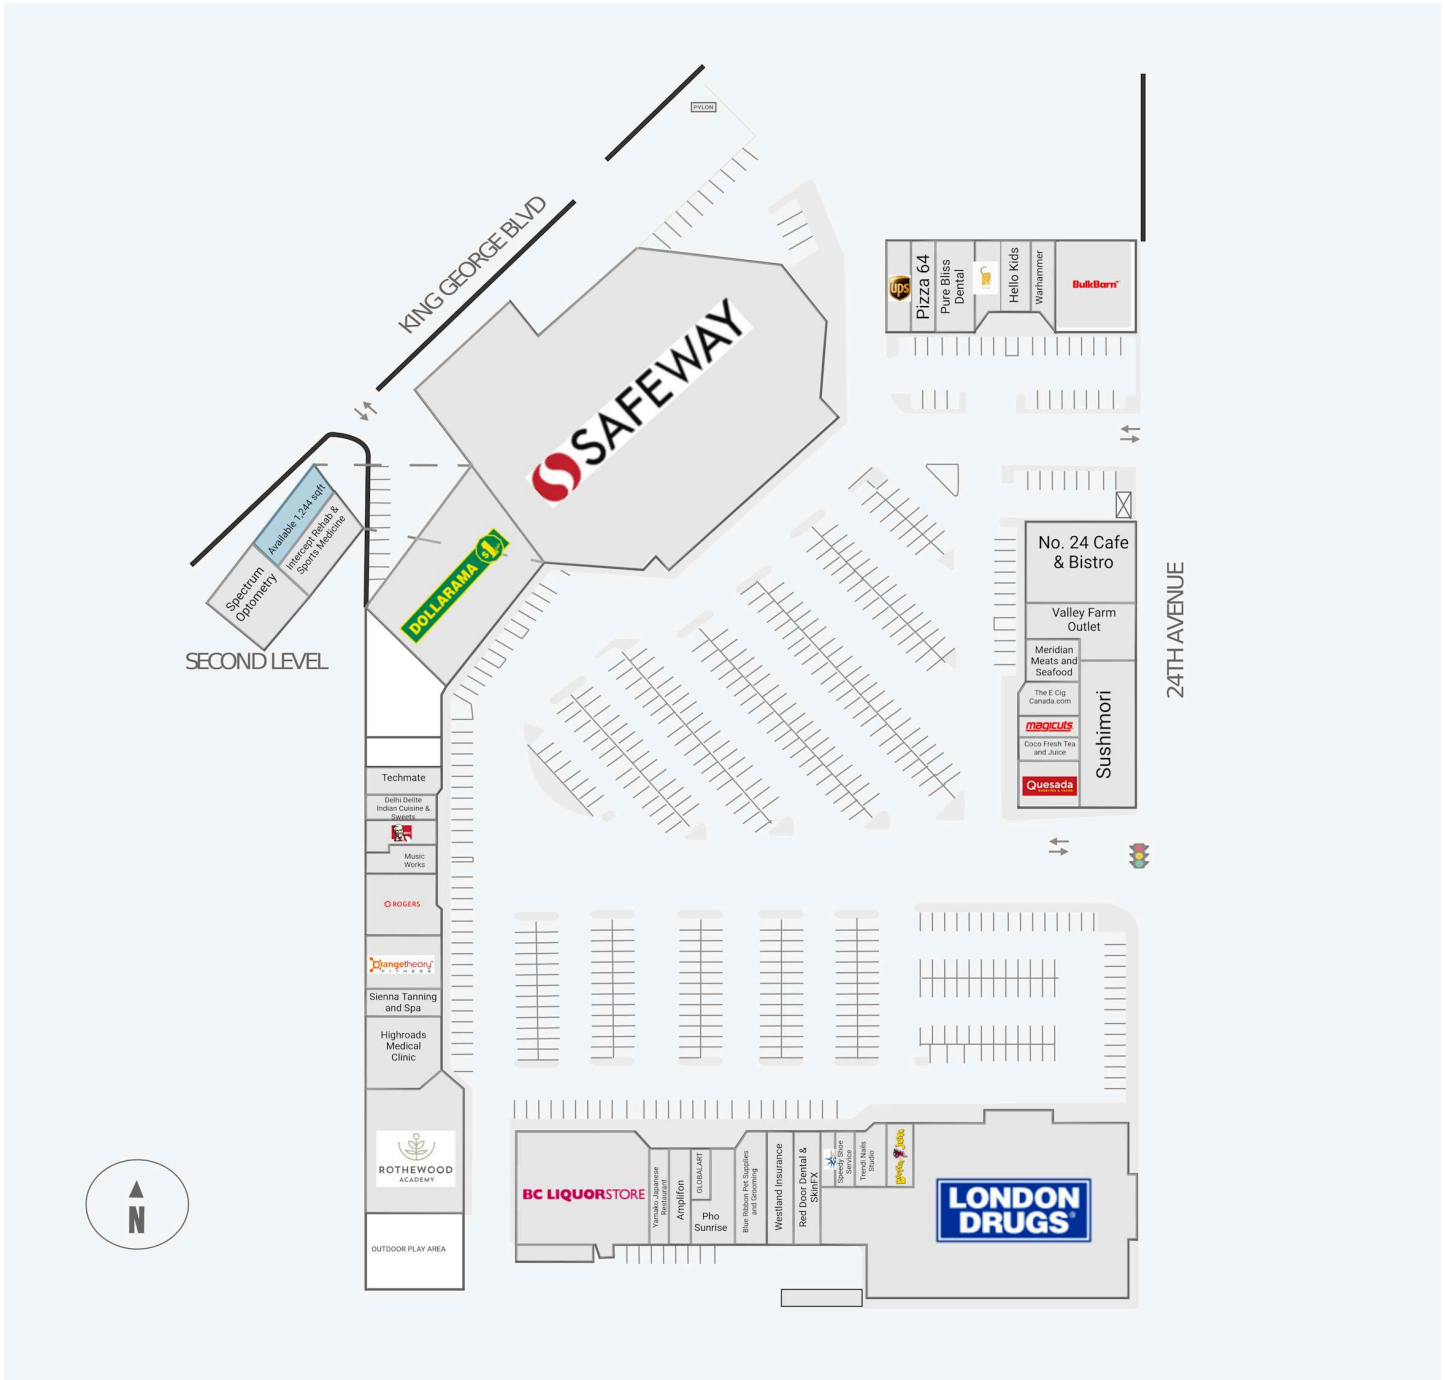 PYLON
KING GEORGE BLVD
ups
Pizza 64
Pure Bliss
Dental
Hello Kids
Warhammer
BulkBarn
SAFEWAY
Available 1,244 sqft
Intercept Rehab &
Sports Medicine
Spectrum
Optometry
SECOND LEVEL
DOLLARAMA
$1
No. 24 Cafe
& Bistro
Valley Farm
Outlet
Meridian
Meats and
Seafood
The E Cig
Canada.com
magicuts
Coco Fresh Tea
and Juice
Quesada
Sushimori
24TH AVENUE
Techmate
Delhi Delite
Indian Cuisine &
Sweets
Music
Works
ROGERS
Orangetheory
FITNESS
Sienna Tanning
and Spa
Highroads
Medical
Clinic
ROTHEWOOD
ACADEMY
OUTDOOR PLAY AREA
N
BC LIQUORSTORE
Yamako Japanese
Restaurant
Amplifon
GLOBALART
Pho
Sunrise
Blue Ribbon Pet Supplies
and Grooming
Westland Insurance
Red Door Dental &
SkinFX
Speedy Shoe
Service
Trendi Nails
Studio
LONDON
DRUGS